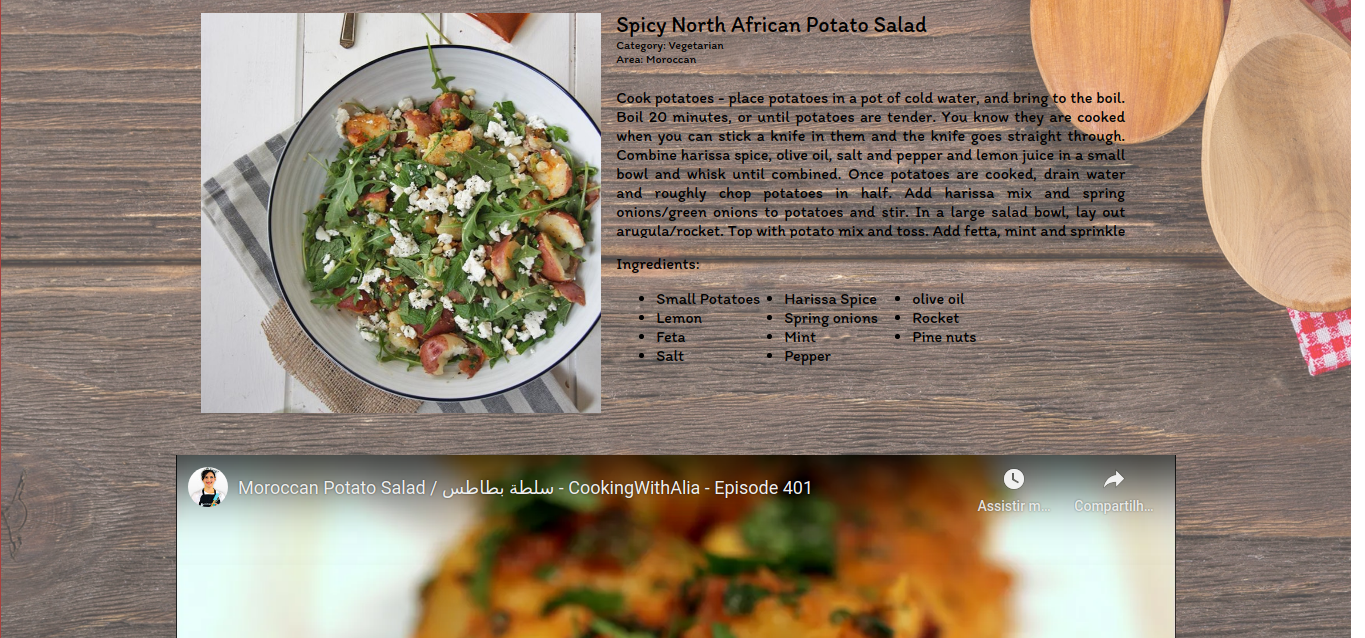 Spicy North African Potato Salad
Category: Vegetarian
Area: Moroccan
Cook potatoes - place potatoes in a pot of cold water, and bring to the boil.
Boil 20 minutes, or until potatoes are tender. You know they are cooked
when you can stick a knife in them and the knife goes straight through.
Combine harissa spice, olive oil, salt and pepper and lemon juice in a small
bowl and whisk until combined. Once potatoes are cooked, drain water
and roughly chop potatoes in half. Add harissa mix and spring
onions/green onions to potatoes and stir. In a large salad bowl, lay out
arugula/rocket. Top with potato mix and toss. Add fetta, mint and sprinkle
Ingredients:
Small Potatoes
Lemon
Feta
Salt
Harissa Spice
Spring onions
Mint
Pepper
olive oil
Rocket
Pine nuts
Moroccan Potato Salad / سلطة بطاطس - CookingWithAlia - Episode 401
Assistir m...
Compartilh...